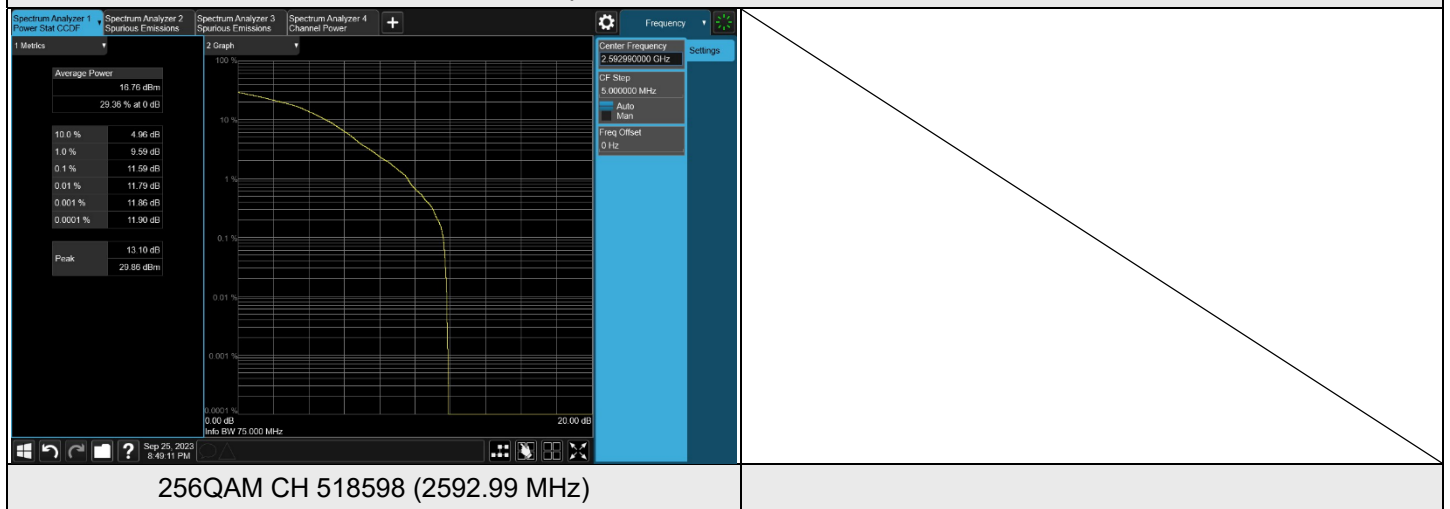 Spectrum Analyzer 1
Power Stat CCDF
Spectrum Analyzer 2
Spurious Emissions
Spectrum Analyzer 3
Spurious Emissions
Spectrum Analyzer 4
Channel Power
+
Frequency
1 Metrics
2 Graph
Average Power
16.76 dBm
29.36 % at 0 dB
10.0 % 4.96 dB
1.0 % 9.59 dB
0.1 % 11.59 dB
0.01 % 11.79 dB
0.001 % 11.86 dB
0.0001 % 11.90 dB
Peak
13.10 dB
29.86 dBm
100 %
10 %
1 %
0.1 %
0.01 %
0.001 %
0.0001 %
0.00 dB
20.00 dB
Info BW 75.000 MHz
Center Frequency
2.592990000 GHz
Settings
CF Step
5.000000 MHz
Auto
Man
Freq Offset
0 Hz
?
Sep 25, 2023
8:49:11 PM
256QAM CH 518598 (2592.99 MHz)